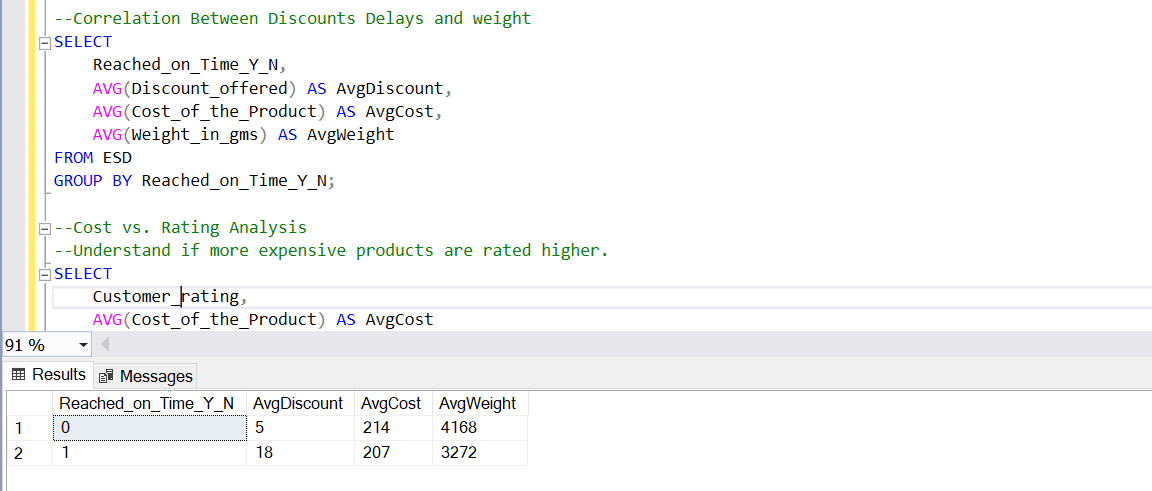 --Correlation Between Discounts Delays and weight
SELECT
Reached_on_Time_Y_N,
AVG(Discount_offered) AS AvgDiscount,
AVG(Cost_of_the_Product) AS AvgCost,
AVG(Weight_in_gms) AS AvgWeight
FROM ESD
GROUP BY Reached_on_Time_Y_N;
--Cost vs. Rating Analysis
--Understand if more expensive products are rated higher.
SELECT
Customer_rating,
AVG(Cost_of_the_Product) AS AvgCost
91 %
Results Messages
Reached_on_Time_Y_N AvgDiscount AvgCost AvgWeight
1 0 5 214 4168
2 1 18 207 3272